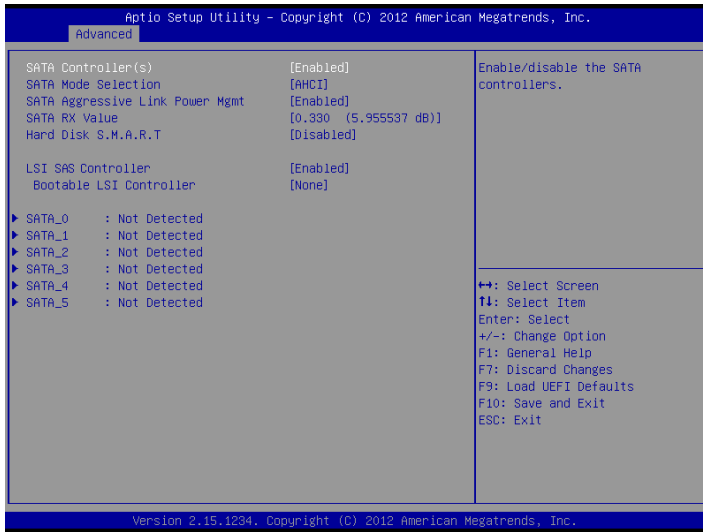 Aptio Setup Utility – Copyright (C) 2012 American Megatrends, Inc.
Advanced
SATA Controller(s) [Enabled]
SATA Mode Selection [AHCI]
SATA Aggressive Link Power Mgmt [Enabled]
SATA RX Value [0.330 (5.955537 dB)]
Hard Disk S.M.A.R.T [Disabled]
LSI SAS Controller [Enabled]
Bootable LSI Controller [None]
SATA_0 : Not Detected
SATA_1 : Not Detected
SATA_2 : Not Detected
SATA_3 : Not Detected
SATA_4 : Not Detected
SATA_5 : Not Detected
Enable/disable the SATA
controllers.
↔: Select Screen
↑↓: Select Item
Enter: Select
+/-: Change Option
F1: General Help
F7: Discard Changes
F9: Load UEFI Defaults
F10: Save and Exit
ESC: Exit
Version 2.15.1234. Copyright (C) 2012 American Megatrends, Inc.